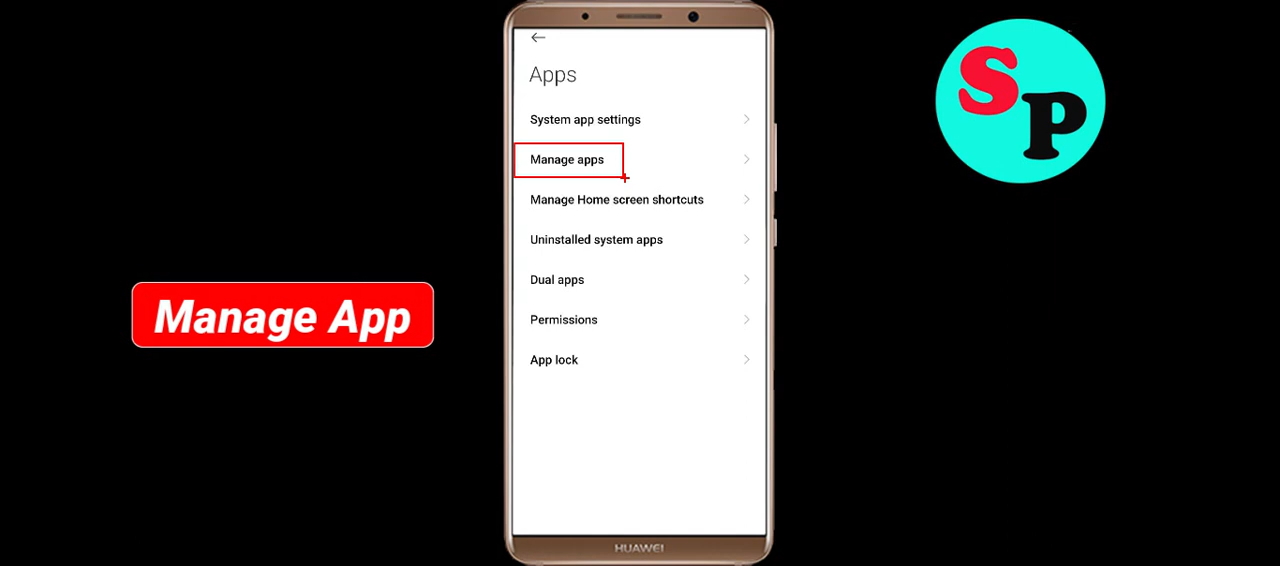 Apps
System app settings
Manage apps
Manage Home screen shortcuts
Uninstalled system apps
Dual apps
Permissions
App lock
HUAWEI
Manage App
SP